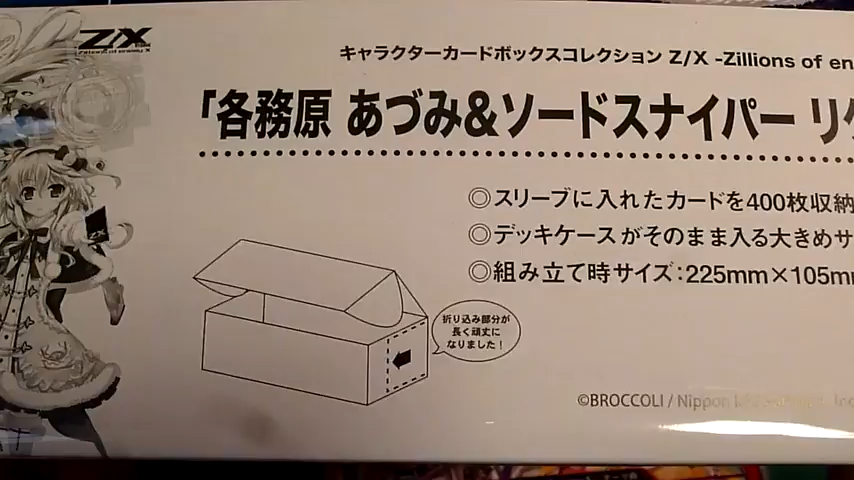 Z/X
キャラクターカードボックスコレクション Z/X -Zillions of en
「各務原 あづみ&ソードスナイパー リゲ
◎スリーブに入れたカードを400枚収納
◎デッキケースがそのまま入る大きめサ
◎組み立て時サイズ:225mm×105mm
折り込み部分が
長く頑丈に
なりました!
©BROCCOLI / Nippon